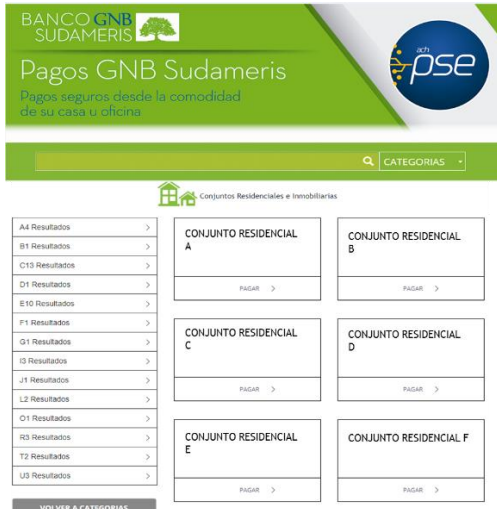 BANCO GNB
SUDAMERIS
Pagos GNB Sudameris
Pagos seguros desde la comodidad
de su casa u oficina
ach
pse
CATEGORIAS
Conjuntos Residenciales e Inmobiliarias
A4 Resultados
B1 Resultados
C13 Resultados
D1 Resultados
E10 Resultados
F1 Resultados
G1 Resultados
I3 Resultados
J1 Resultados
L2 Resultados
O1 Resultados
R3 Resultados
T2 Resultados
U3 Resultados
VOLVER A CATEGORIAS
CONJUNTO RESIDENCIAL
A
PAGAR
CONJUNTO RESIDENCIAL
B
PAGAR
CONJUNTO RESIDENCIAL
C
PAGAR
CONJUNTO RESIDENCIAL
D
PAGAR
CONJUNTO RESIDENCIAL
E
PAGAR
CONJUNTO RESIDENCIAL F
PAGAR